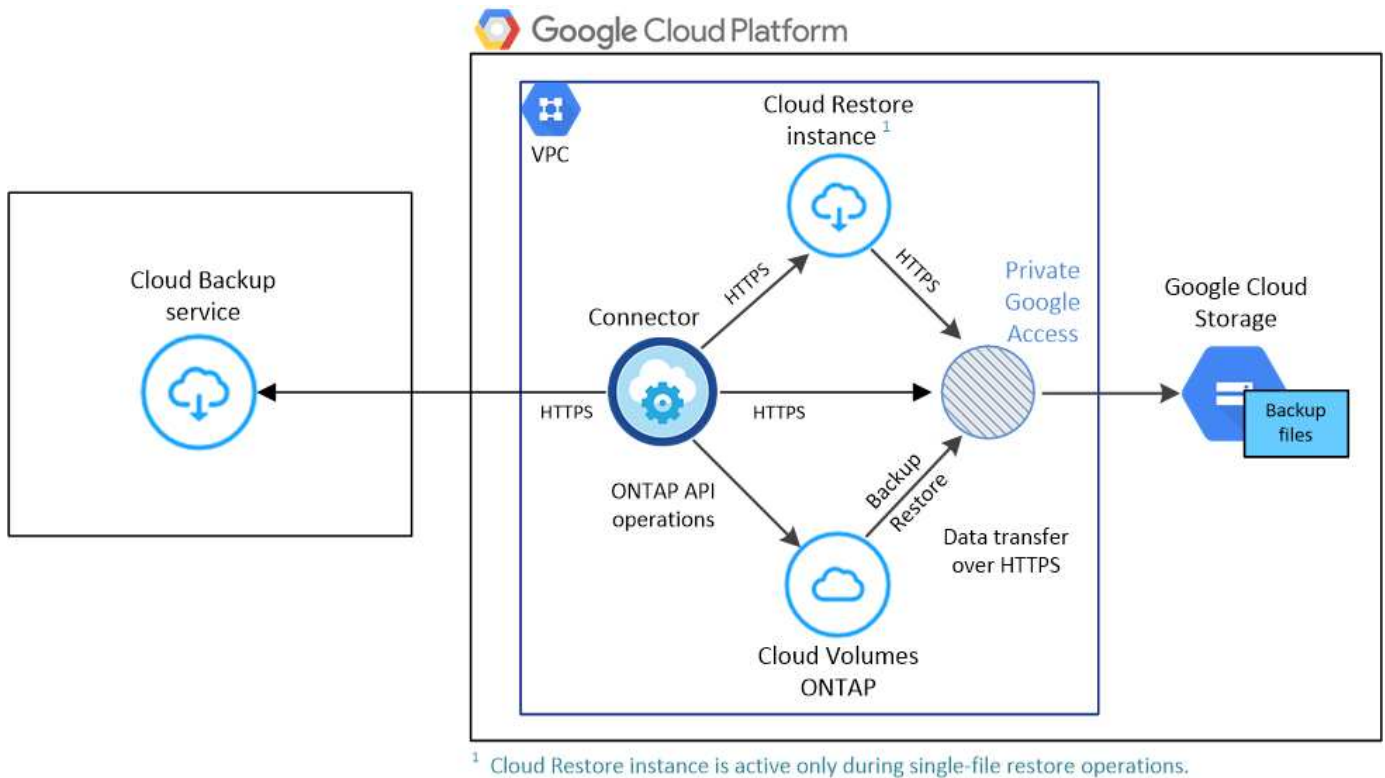 Google Cloud Platform
VPC
Cloud Restore
instance 1
HTTPS
HTTPS
Private
Google
Access
Google Cloud
Storage
Backup
files
Cloud Backup
service
Connector
HTTPS
HTTPS
ONTAP API
operations
Backup
Restore
Data transfer
over HTTPS
Cloud Volumes
ONTAP
1 Cloud Restore instance is active only during single-file restore operations.